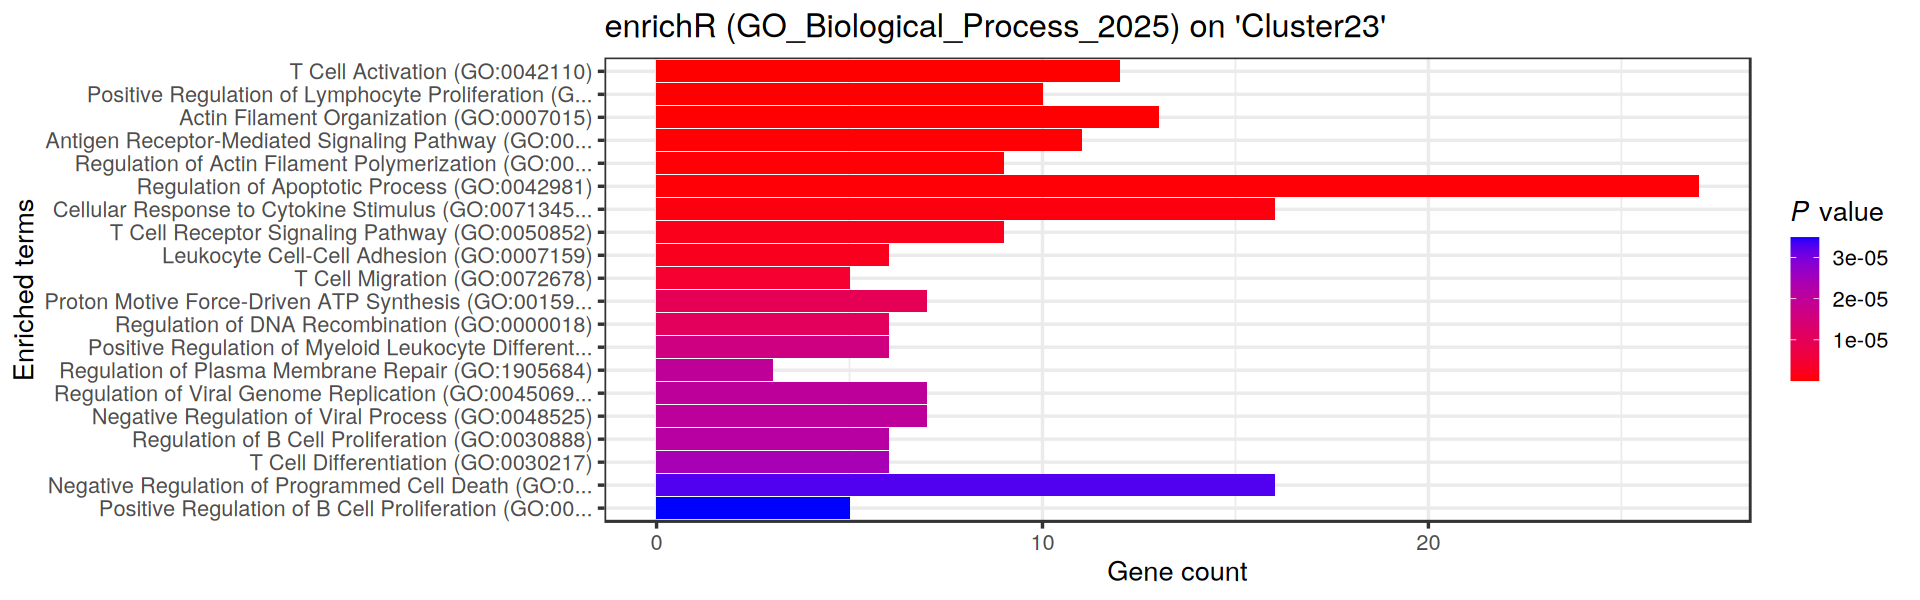 enrichR (GO_Biological_Process_2025) on 'Cluster23'
T Cell Activation (GO:0042110)
Positive Regulation of Lymphocyte Proliferation (G...
Actin Filament Organization (GO:0007015)
Antigen Receptor-Mediated Signaling Pathway (GO:00...
Regulation of Actin Filament Polymerization (GO:00...
Regulation of Apoptotic Process (GO:0042981)
Cellular Response to Cytokine Stimulus (GO:0071345...
T Cell Receptor Signaling Pathway (GO:0050852)
Leukocyte Cell-Cell Adhesion (GO:0007159)
T Cell Migration (GO:0072678)
Proton Motive Force-Driven ATP Synthesis (GO:00159...
Regulation of DNA Recombination (GO:0000018)
Positive Regulation of Myeloid Leukocyte Different...
Regulation of Plasma Membrane Repair (GO:1905684)
Regulation of Viral Genome Replication (GO:0045069...
Negative Regulation of Viral Process (GO:0048525)
Regulation of B Cell Proliferation (GO:0030888)
T Cell Differentiation (GO:0030217)
Negative Regulation of Programmed Cell Death (GO:0...
Positive Regulation of B Cell Proliferation (GO:00...
Enriched terms
0 10 20
Gene count
P value
3e-05
2e-05
1e-05